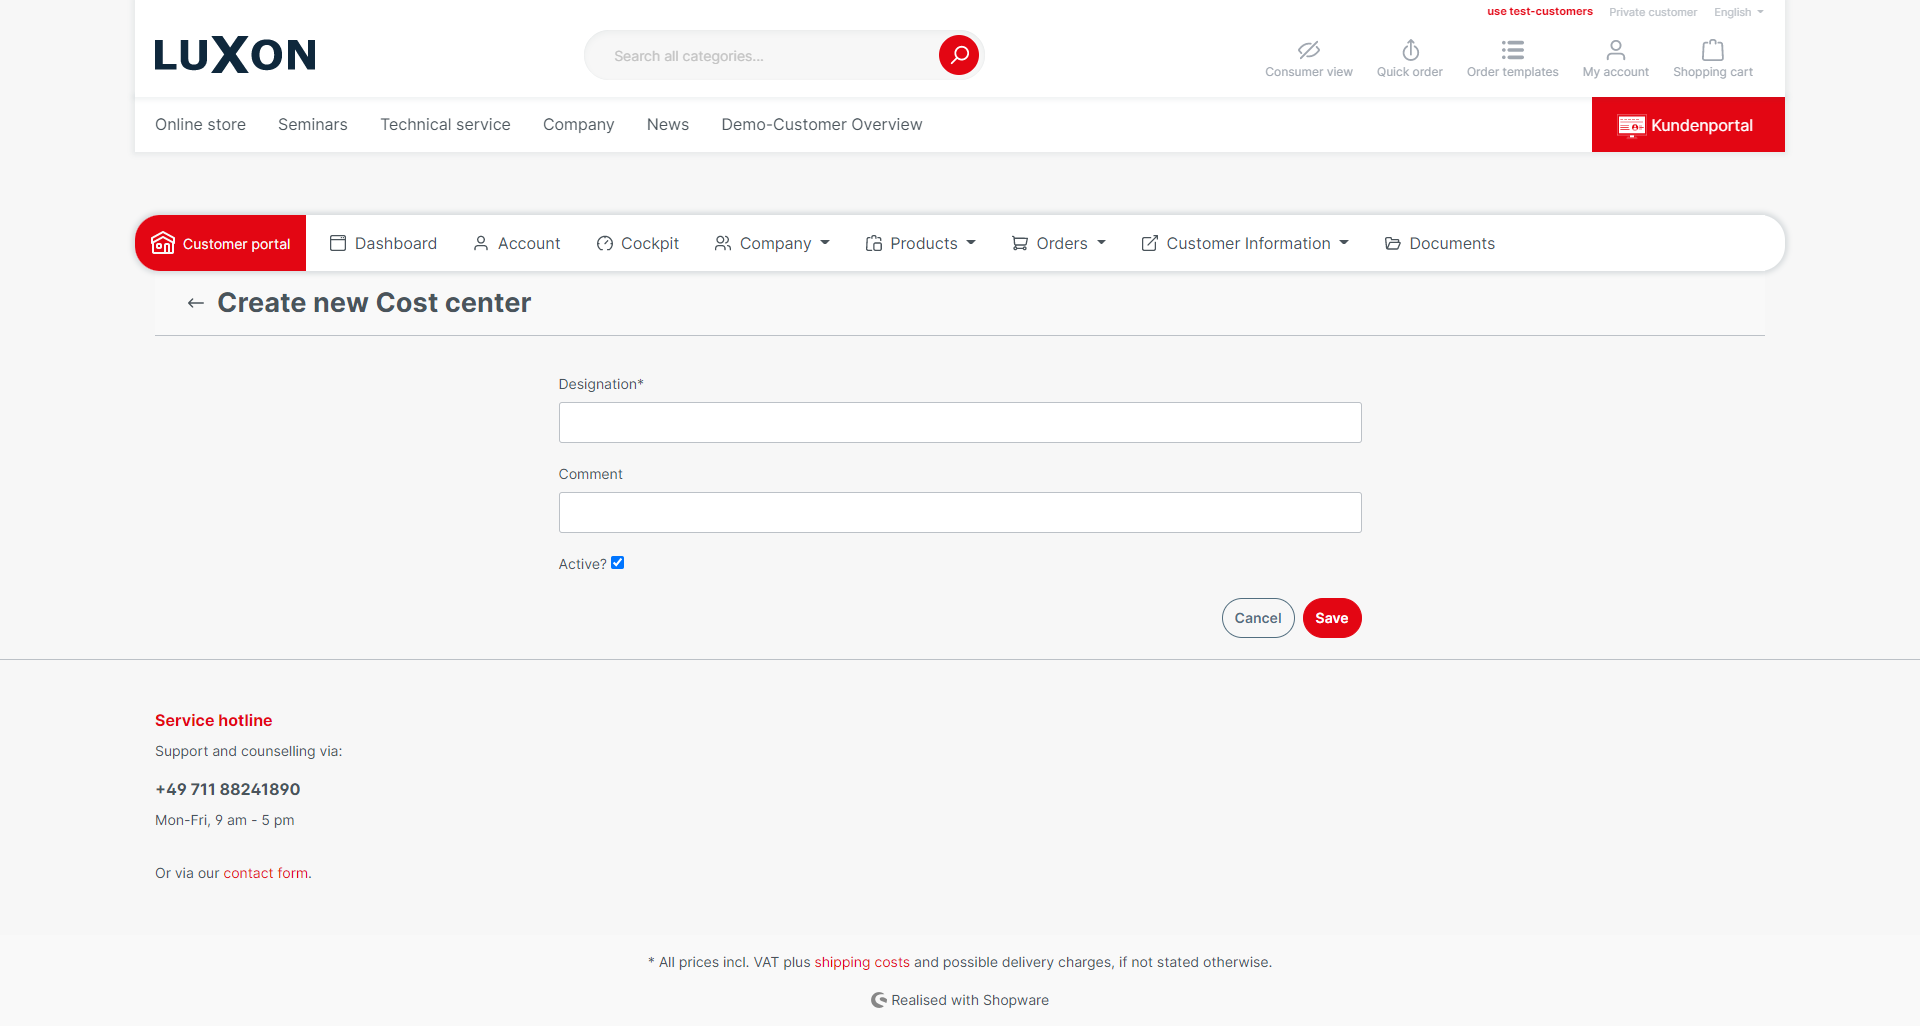 use test-customers Private customer English
LUXON
Search all categories...
Consumer view Quick order Order templates My account Shopping cart
Online store Seminars Technical service Company News Demo-Customer Overview Kundenportal
Customer portal Dashboard Account Cockpit Company Products Orders Customer Information Documents
Create new Cost center
Designation*
Comment
Active?
Cancel Save
Service hotline
Support and counselling via:
+49 711 88241890
Mon-Fri, 9 am - 5 pm
Or via our contact form.
* All prices incl. VAT plus shipping costs and possible delivery charges, if not stated otherwise.
Realised with Shopware